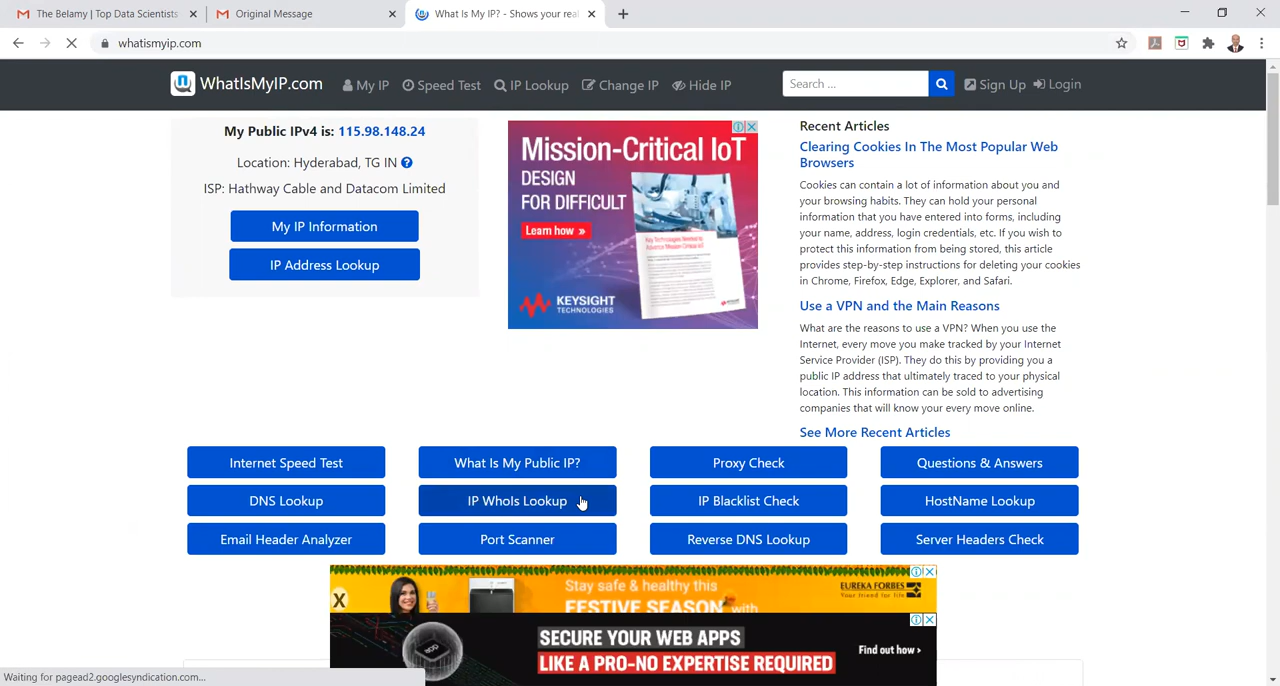 The Belamy | Top Data Scientists
Original Message
What Is My IP? - Shows your rea
whatismyip.com
WhatIsMyIP.com
My IP
Speed Test
IP Lookup
Change IP
Hide IP
Search ...
Sign Up
Login
My Public IPv4 is: 115.98.148.24
Location: Hyderabad, TG IN
ISP: Hathway Cable and Datacom Limited
My IP Information
IP Address Lookup
Mission-Critical IoT
DESIGN
FOR DIFFICULT
Learn how »
KEYSIGHT
TECHNOLOGIES
Recent Articles
Clearing Cookies In The Most Popular Web
Browsers
Cookies can contain a lot of information about you and
your browsing habits. They can hold your personal
information that you have entered into forms, including
your name, address, login credentials, etc. If you wish to
protect this information from being stored, this article
provides step-by-step instructions for deleting your cookies
in Chrome, Firefox, Edge, Explorer, and Safari.
Use a VPN and the Main Reasons
What are the reasons to use a VPN? When you use the
Internet, every move you make tracked by your Internet
Service Provider (ISP). They do this by providing you a
public IP address that ultimately traced to your physical
location. This information can be sold to advertising
companies that will know your every move online.
See More Recent Articles
Internet Speed Test
What Is My Public IP?
Proxy Check
Questions & Answers
DNS Lookup
IP WhoIs Lookup
IP Blacklist Check
HostName Lookup
Email Header Analyzer
Port Scanner
Reverse DNS Lookup
Server Headers Check
X
Stay safe & healthy this
FESTIVE SEASON with
EUREKA FORBES
Your friend for life
app
SECURE YOUR WEB APPS
LIKE A PRO-NO EXPERTISE REQUIRED
Find out how ›
Waiting for pagead2.googlesyndication.com...